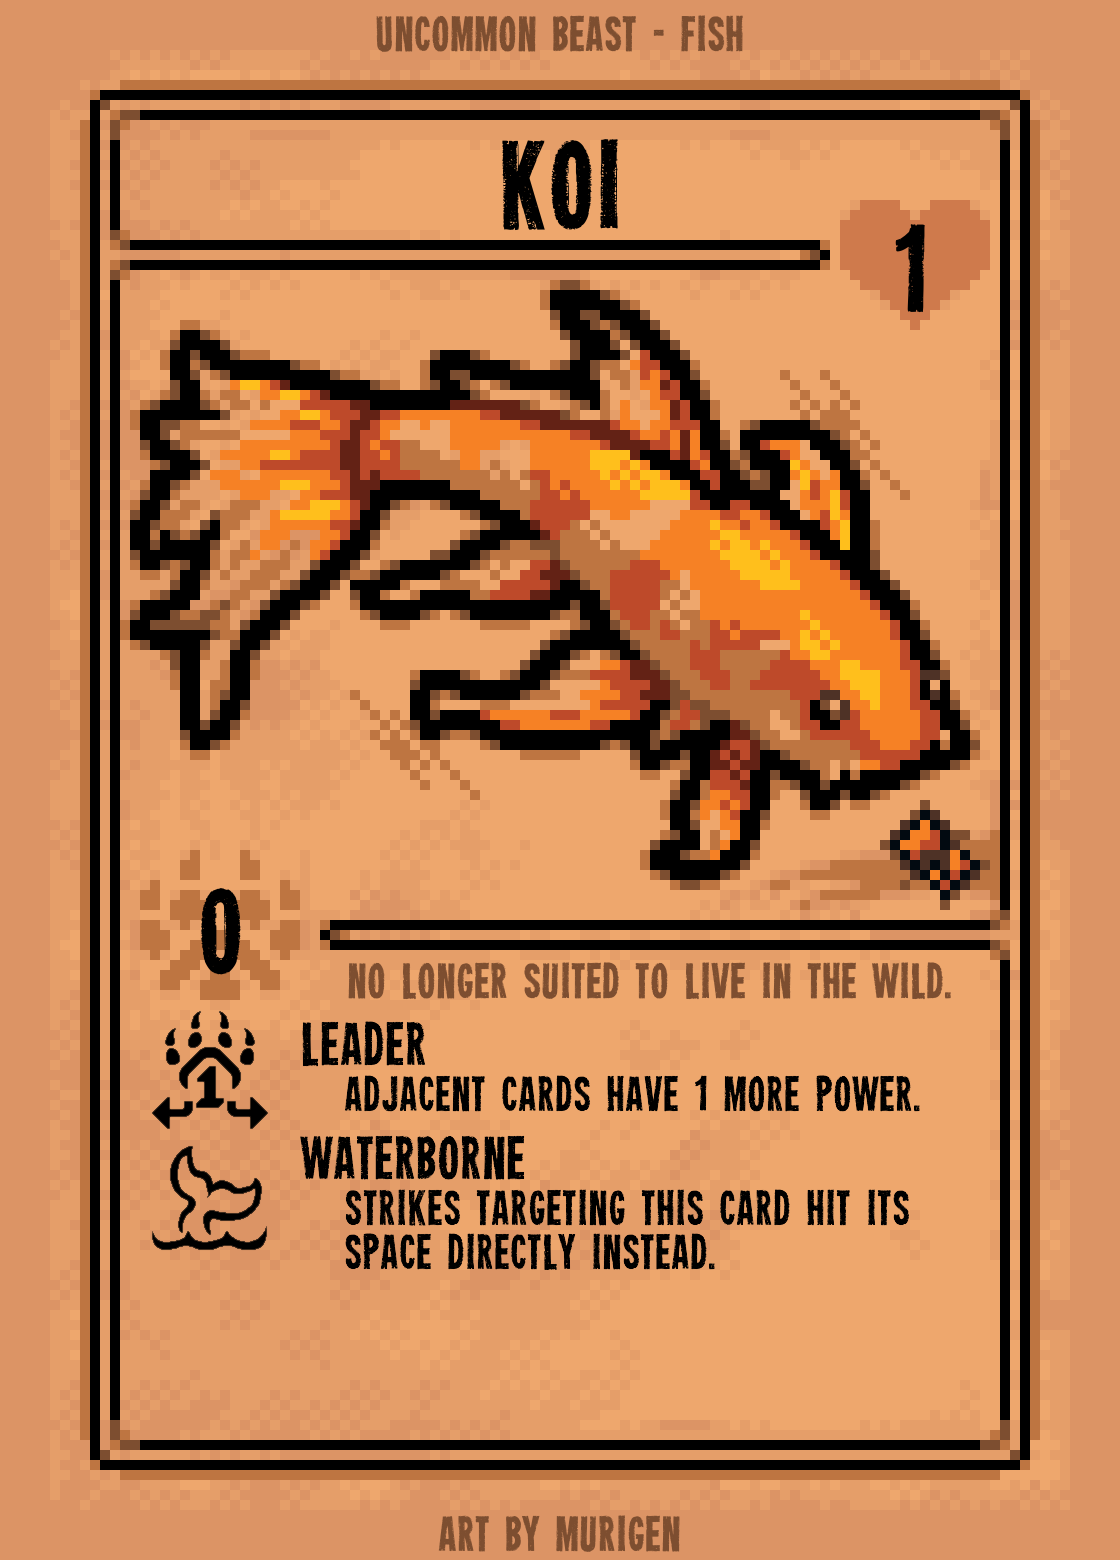 UNCOMMON BEAST - FISH
KOI
1
0
NO LONGER SUITED TO LIVE IN THE WILD.
1
LEADER
ADJACENT CARDS HAVE 1 MORE POWER.
WATERBORNE
STRIKES TARGETING THIS CARD HIT ITS
SPACE DIRECTLY INSTEAD.
ART BY MURIGEN